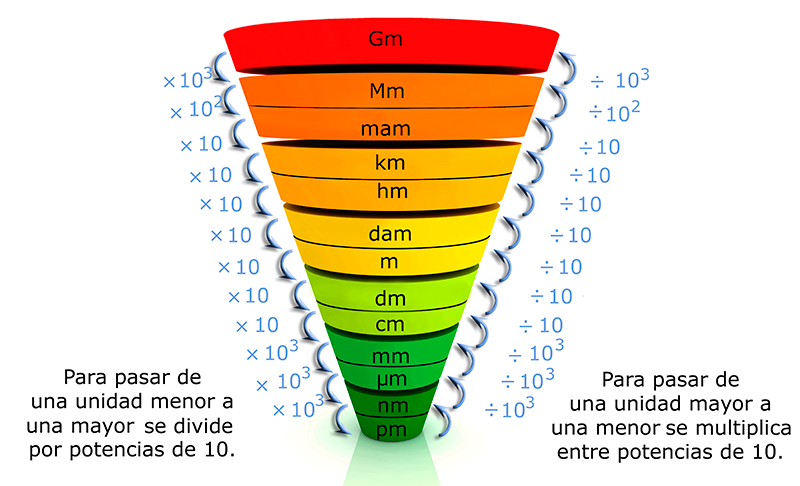 Gm
× 10³ ÷ 10³
Mm
× 10² ÷10²
mam
× 10 ÷10
km
× 10 ÷10
hm
× 10 ÷10
dam
× 10 ÷10
m
× 10 ÷10
dm
× 10 ÷10
cm
× 10 ÷ 10
mm
× 10³ ÷ 10³
µm
× 10³ ÷10³
nm
× 10³ ÷10³
pm
Para pasar de
una unidad menor a
una mayor se divide
por potencias de 10.
Para pasar de
una unidad mayor a
una menor se multiplica
entre potencias de 10.